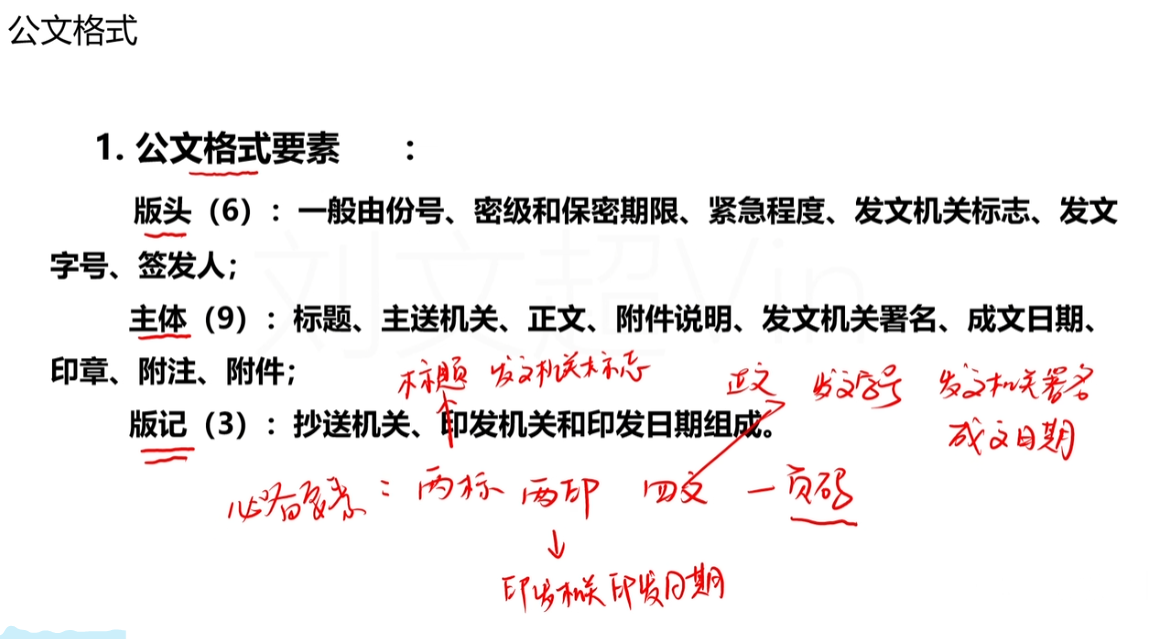 公文格式
1. 公文格式要素 ：
版头（6）：一般由份号、密级和保密期限、紧急程度、发文机关标志、发文
字号、签发人；
主体（9）：标题、主送机关、正文、附件说明、发文机关署名、成文日期、
印章、附注、附件；
标题 发文机关标志 正文 发文字号 发文机关署名
版记（3）：抄送机关、印发机关和印发日期组成。
成文日期
必备要素：两标 两印 四文 一页码
印发机关印发日期
刘文超Vin